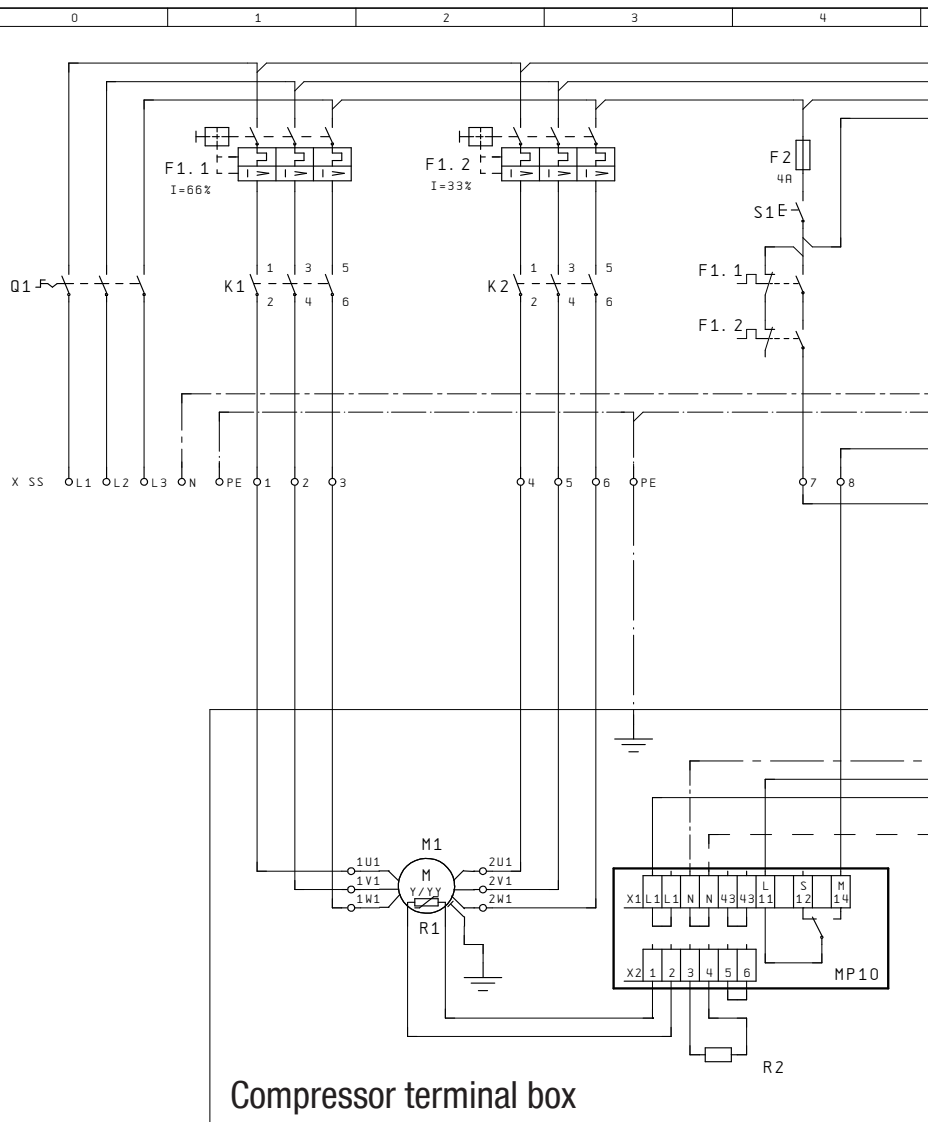 0 1 2 3 4
F1.1
I=66%
F1.2
I=33%
F2
4A
S1
Q1
K1
1 3 5
2 4 6
K2
1 3 5
2 4 6
F1.1
F1.2
X SS L1 L2 L3 N PE 1 2 3 4 5 6 PE 7 8
M1
1U1 2U1
M
1V1 2V1
Y/YY
1W1 2W1
R1
L S M
X1 L1 L1 N N 43 43 11 12 14
MP10
X2 1 2 3 4 5 6
R2
Compressor terminal box